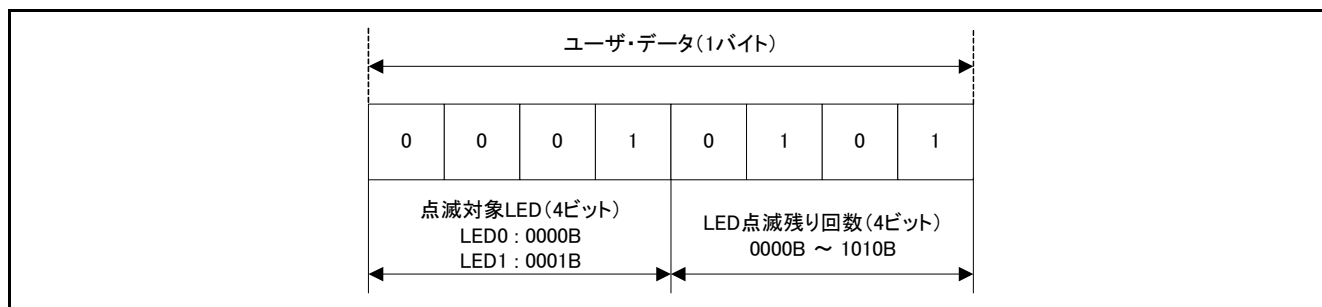 ユーザ・データ(1バイト)
0 0 0 1 0 1 0 1
点滅対象LED(4ビット)
LED0 : 0000B
LED1 : 0001B
LED点滅残り回数(4ビット)
0000B ~ 1010B